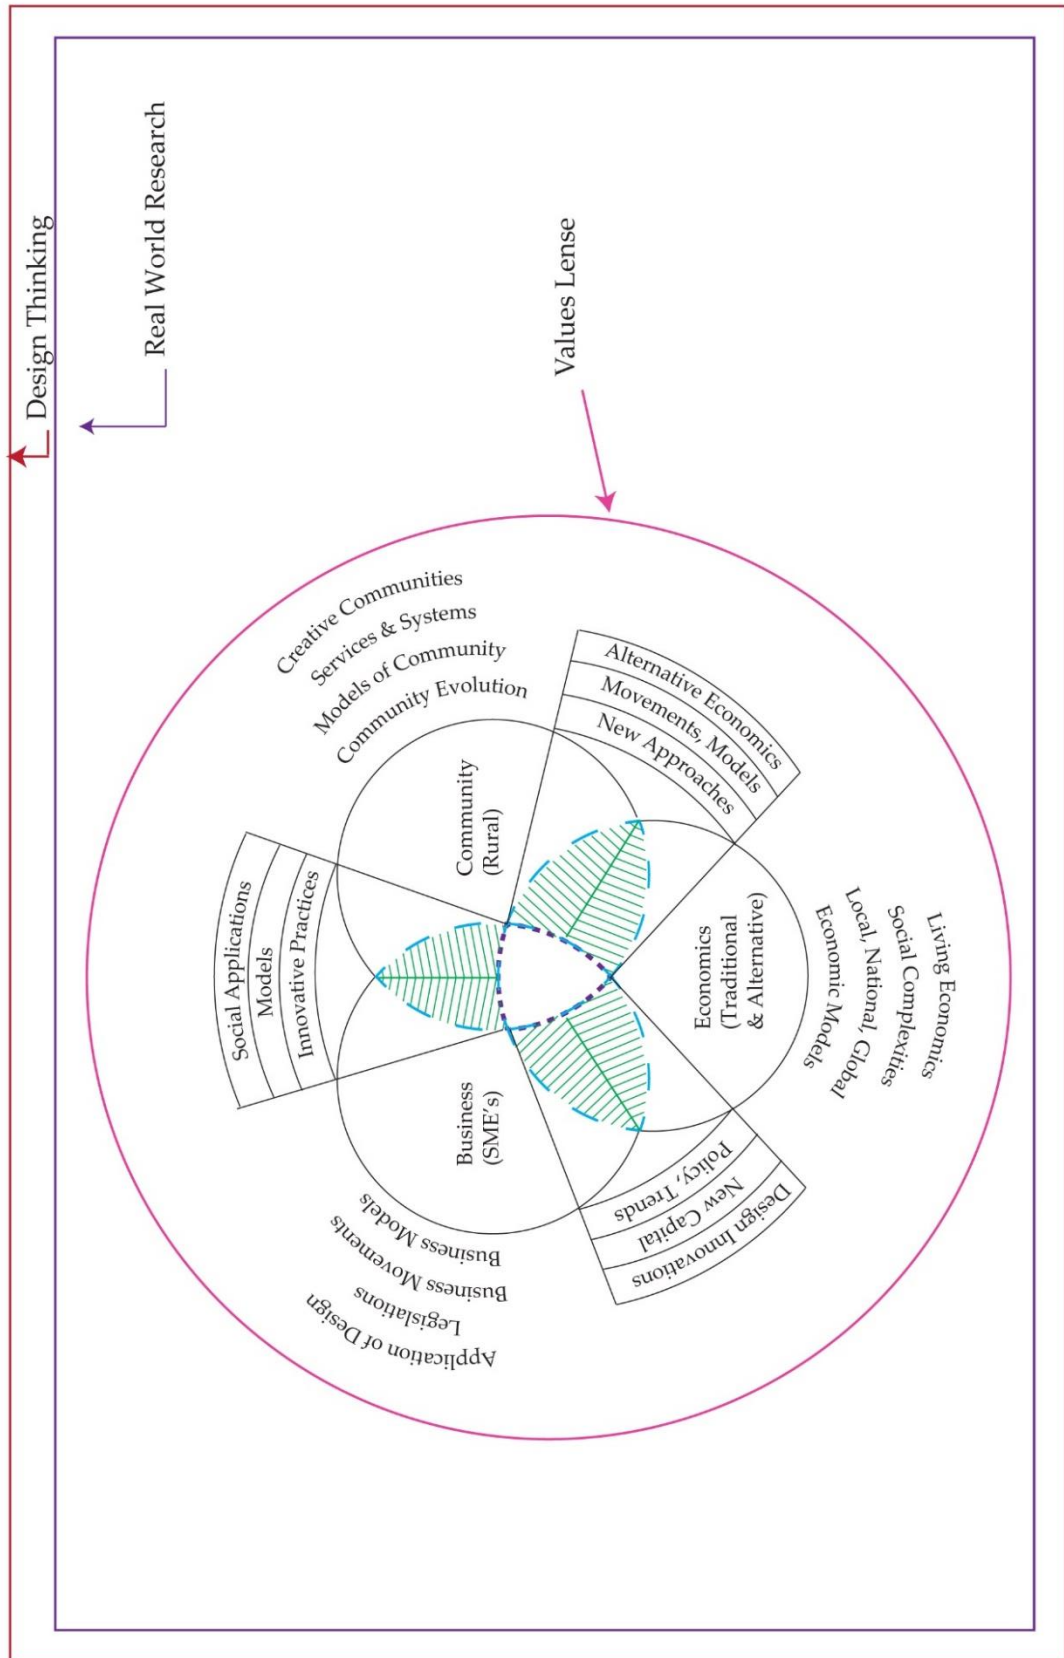 Design Thinking
Real World Research
Values Lense
Creative Communities
Services & Systems
Models of Community
Community Evolution
Community
(Rural)
Alternative Economics
Movements, Models
New Approaches
Social Applications
Models
Innovative Practices
Economics
(Traditional
& Alternative)
Living Economics
Social Complexities
Local, National, Global
Economic Models
Business
(SME's)
Policy, Trends
New Capital
Design Innovations
Business Models
Business Movements
Legislations
Application of Design